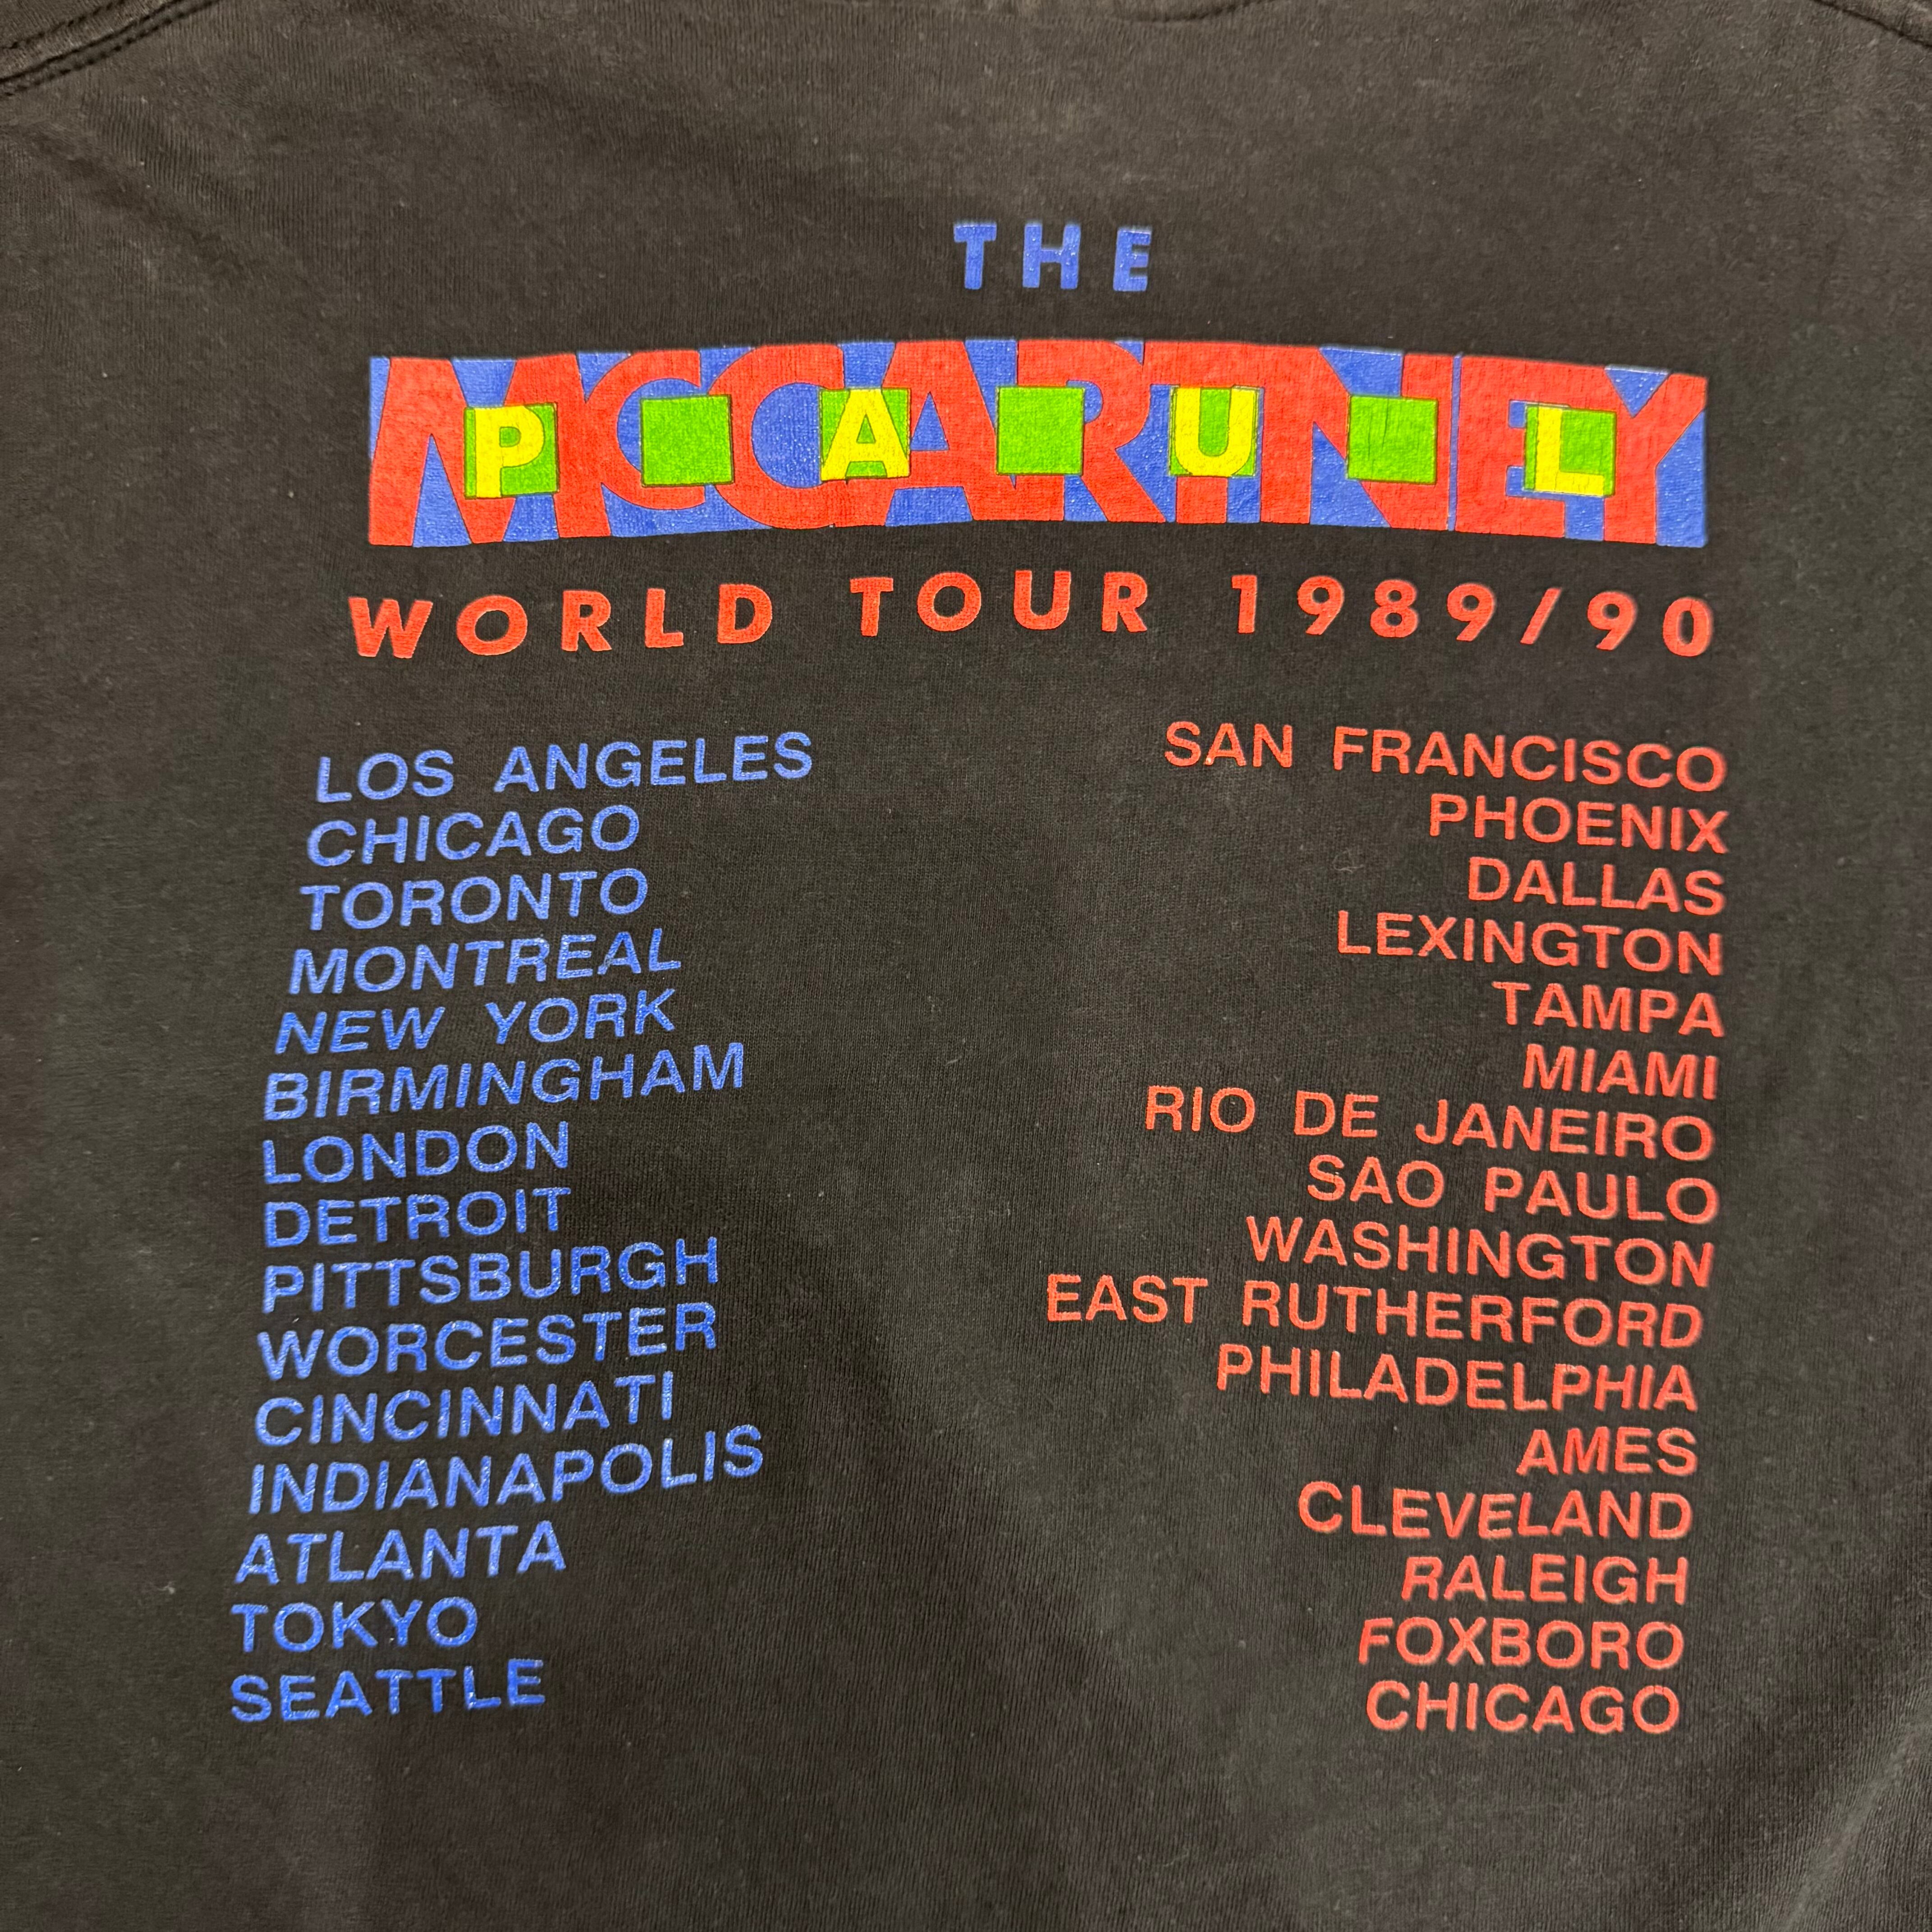 THE
MCCARTNEY
PAUL
WORLD TOUR 1989/90
LOS ANGELES
CHICAGO
TORONTO
MONTREAL
NEW YORK
BIRMINGHAM
LONDON
DETROIT
PITTSBURGH
WORCESTER
CINCINNATI
INDIANAPOLIS
ATLANTA
TOKYO
SEATTLE
SAN FRANCISCO
PHOENIX
DALLAS
LEXINGTON
TAMPA
MIAMI
RIO DE JANEIRO
SAO PAULO
WASHINGTON
EAST RUTHERFORD
PHILADELPHIA
AMES
CLEVELAND
RALEIGH
FOXBORO
CHICAGO